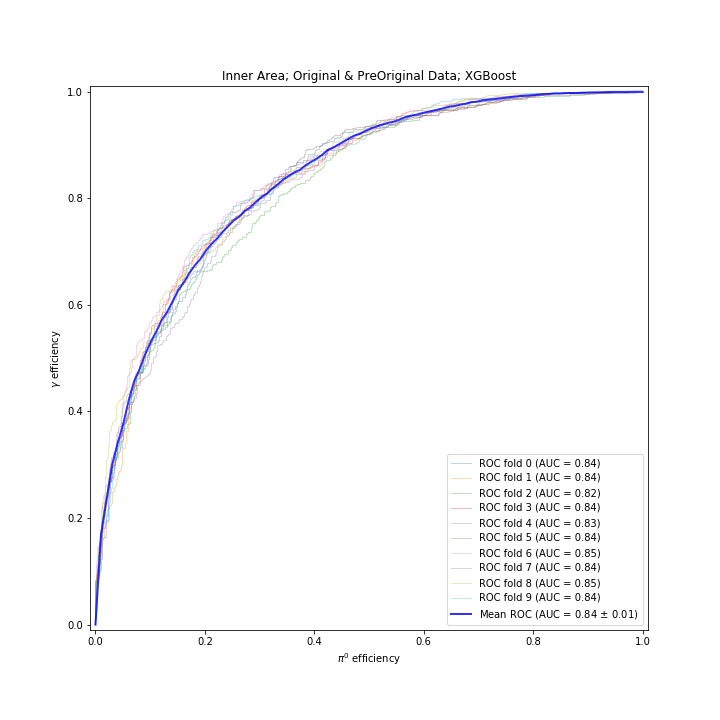 Inner Area; Original & PreOriginal Data; XGBoost
1.0
0.8
0.6
0.4
0.2
0.0
γ efficiency
ROC fold 0 (AUC = 0.84)
ROC fold 1 (AUC = 0.84)
ROC fold 2 (AUC = 0.82)
ROC fold 3 (AUC = 0.84)
ROC fold 4 (AUC = 0.83)
ROC fold 5 (AUC = 0.84)
ROC fold 6 (AUC = 0.85)
ROC fold 7 (AUC = 0.84)
ROC fold 8 (AUC = 0.85)
ROC fold 9 (AUC = 0.84)
Mean ROC (AUC = 0.84 ± 0.01)
0.0 0.2 0.4 0.6 0.8 1.0
π⁰ efficiency